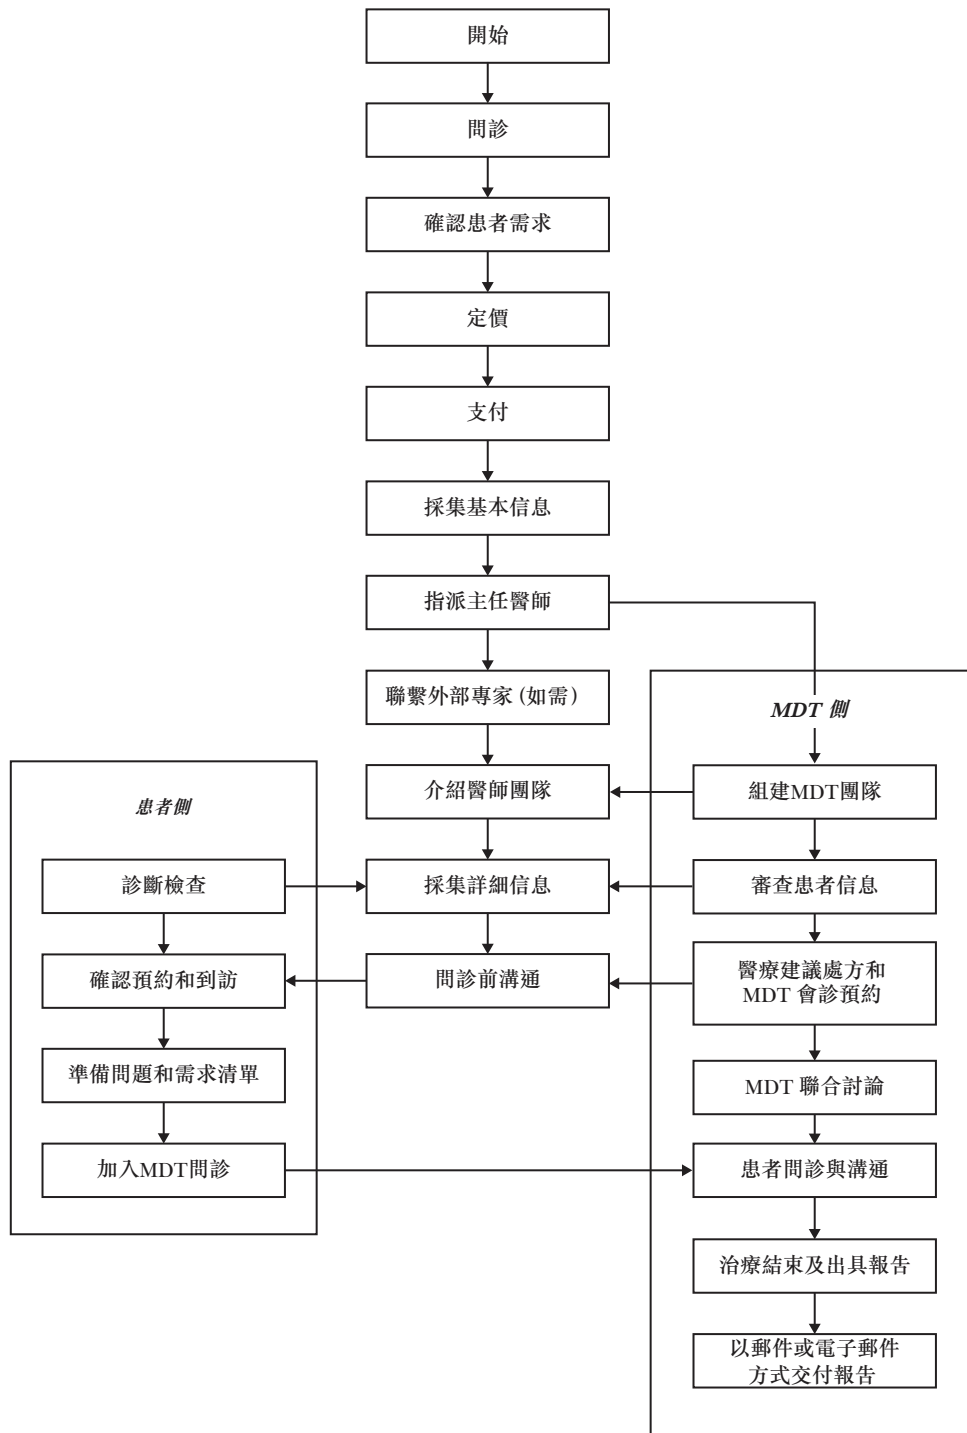 開始
問診
確認患者需求
定價
支付
採集基本信息
指派主任醫師
聯繫外部專家 (如需)
MDT 側
介紹醫師團隊
組建MDT團隊
患者側
診斷檢查
採集詳細信息
審查患者信息
確認預約和到訪
問診前溝通
醫療建議處方和
MDT 會診預約
準備問題和需求清單
MDT 聯合討論
加入MDT問診
患者問診與溝通
治療結束及出具報告
以郵件或電子郵件
方式交付報告